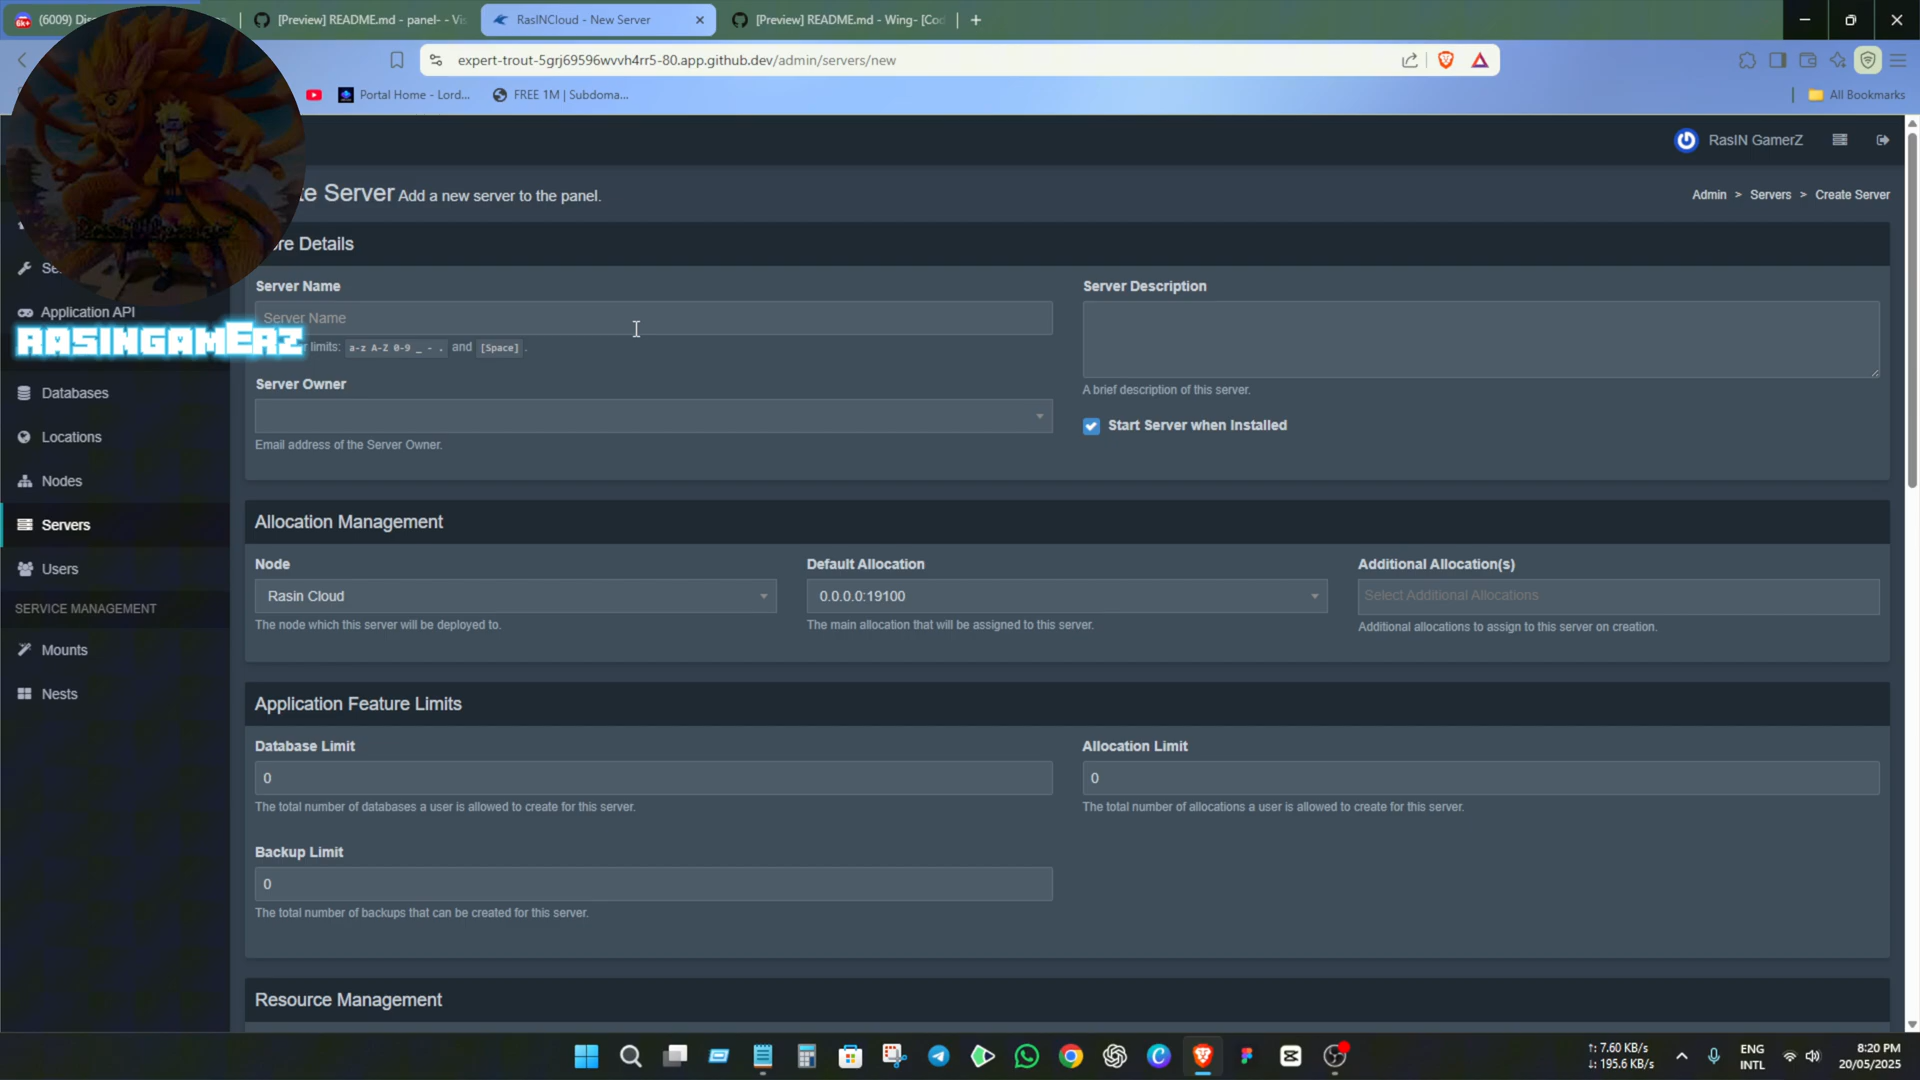 (6009) Dis
[Preview] README.md - panel- - Vis
RasINCloud - New Server
[Preview] README.md - Wing- [Cod
expert-trout-5grj69596wvvh4rr5-80.app.github.dev/admin/servers/new
Portal Home - Lord...
FREE 1M | Subdoma...
All Bookmarks
RasIN GamerZ
te Server Add a new server to the panel.
Admin > Servers > Create Server
re Details
Server Name
Server Description
Se
Application API
Server Name
RASINGAMERZ
limits: a-z A-Z 0-9 _ - . and [Space] .
Server Owner
Databases
A brief description of this server.
Start Server when Installed
Locations
Email address of the Server Owner.
Nodes
Servers
Allocation Management
Users
Node
Default Allocation
Additional Allocation(s)
Rasin Cloud
0.0.0.0:19100
Select Additional Allocations
SERVICE MANAGEMENT
The node which this server will be deployed to.
The main allocation that will be assigned to this server.
Additional allocations to assign to this server on creation.
Mounts
Nests
Application Feature Limits
Database Limit
Allocation Limit
0
0
The total number of databases a user is allowed to create for this server.
The total number of allocations a user is allowed to create for this server.
Backup Limit
0
The total number of backups that can be created for this server.
Resource Management
↑: 7.60 KB/s
↓: 195.6 KB/s
ENG
INTL
8:20 PM
20/05/2025